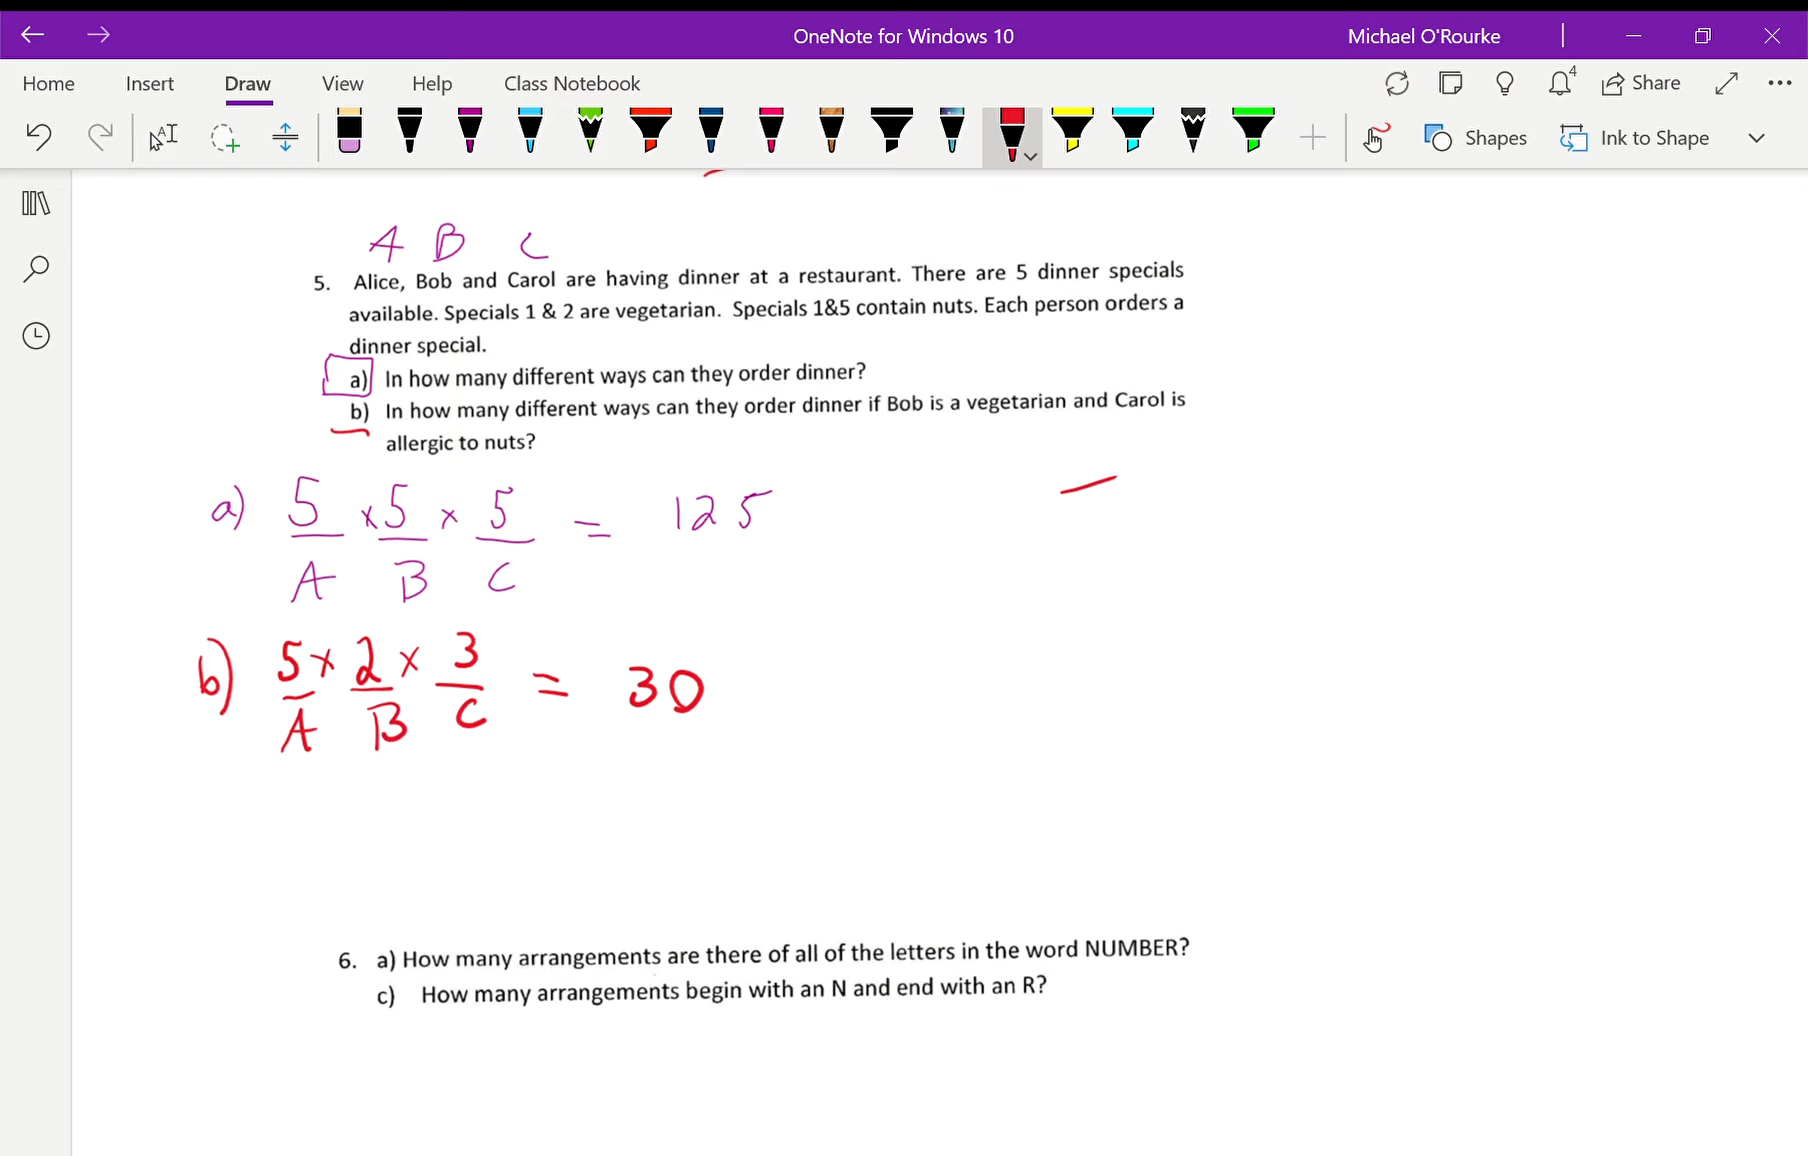 OneNote for Windows 10 Michael O'Rourke
Home Insert Draw View Help Class Notebook 4 Share
Shapes Ink to Shape
A B C
5. Alice, Bob and Carol are having dinner at a restaurant. There are 5 dinner specials
available. Specials 1 & 2 are vegetarian. Specials 1&5 contain nuts. Each person orders a
dinner special.
a) In how many different ways can they order dinner?
b) In how many different ways can they order dinner if Bob is a vegetarian and Carol is
allergic to nuts?
a) 5 × 5 × 5 = 125
A B C
b) 5 × 2 × 3 = 30
A B C
6. a) How many arrangements are there of all of the letters in the word NUMBER?
c) How many arrangements begin with an N and end with an R?